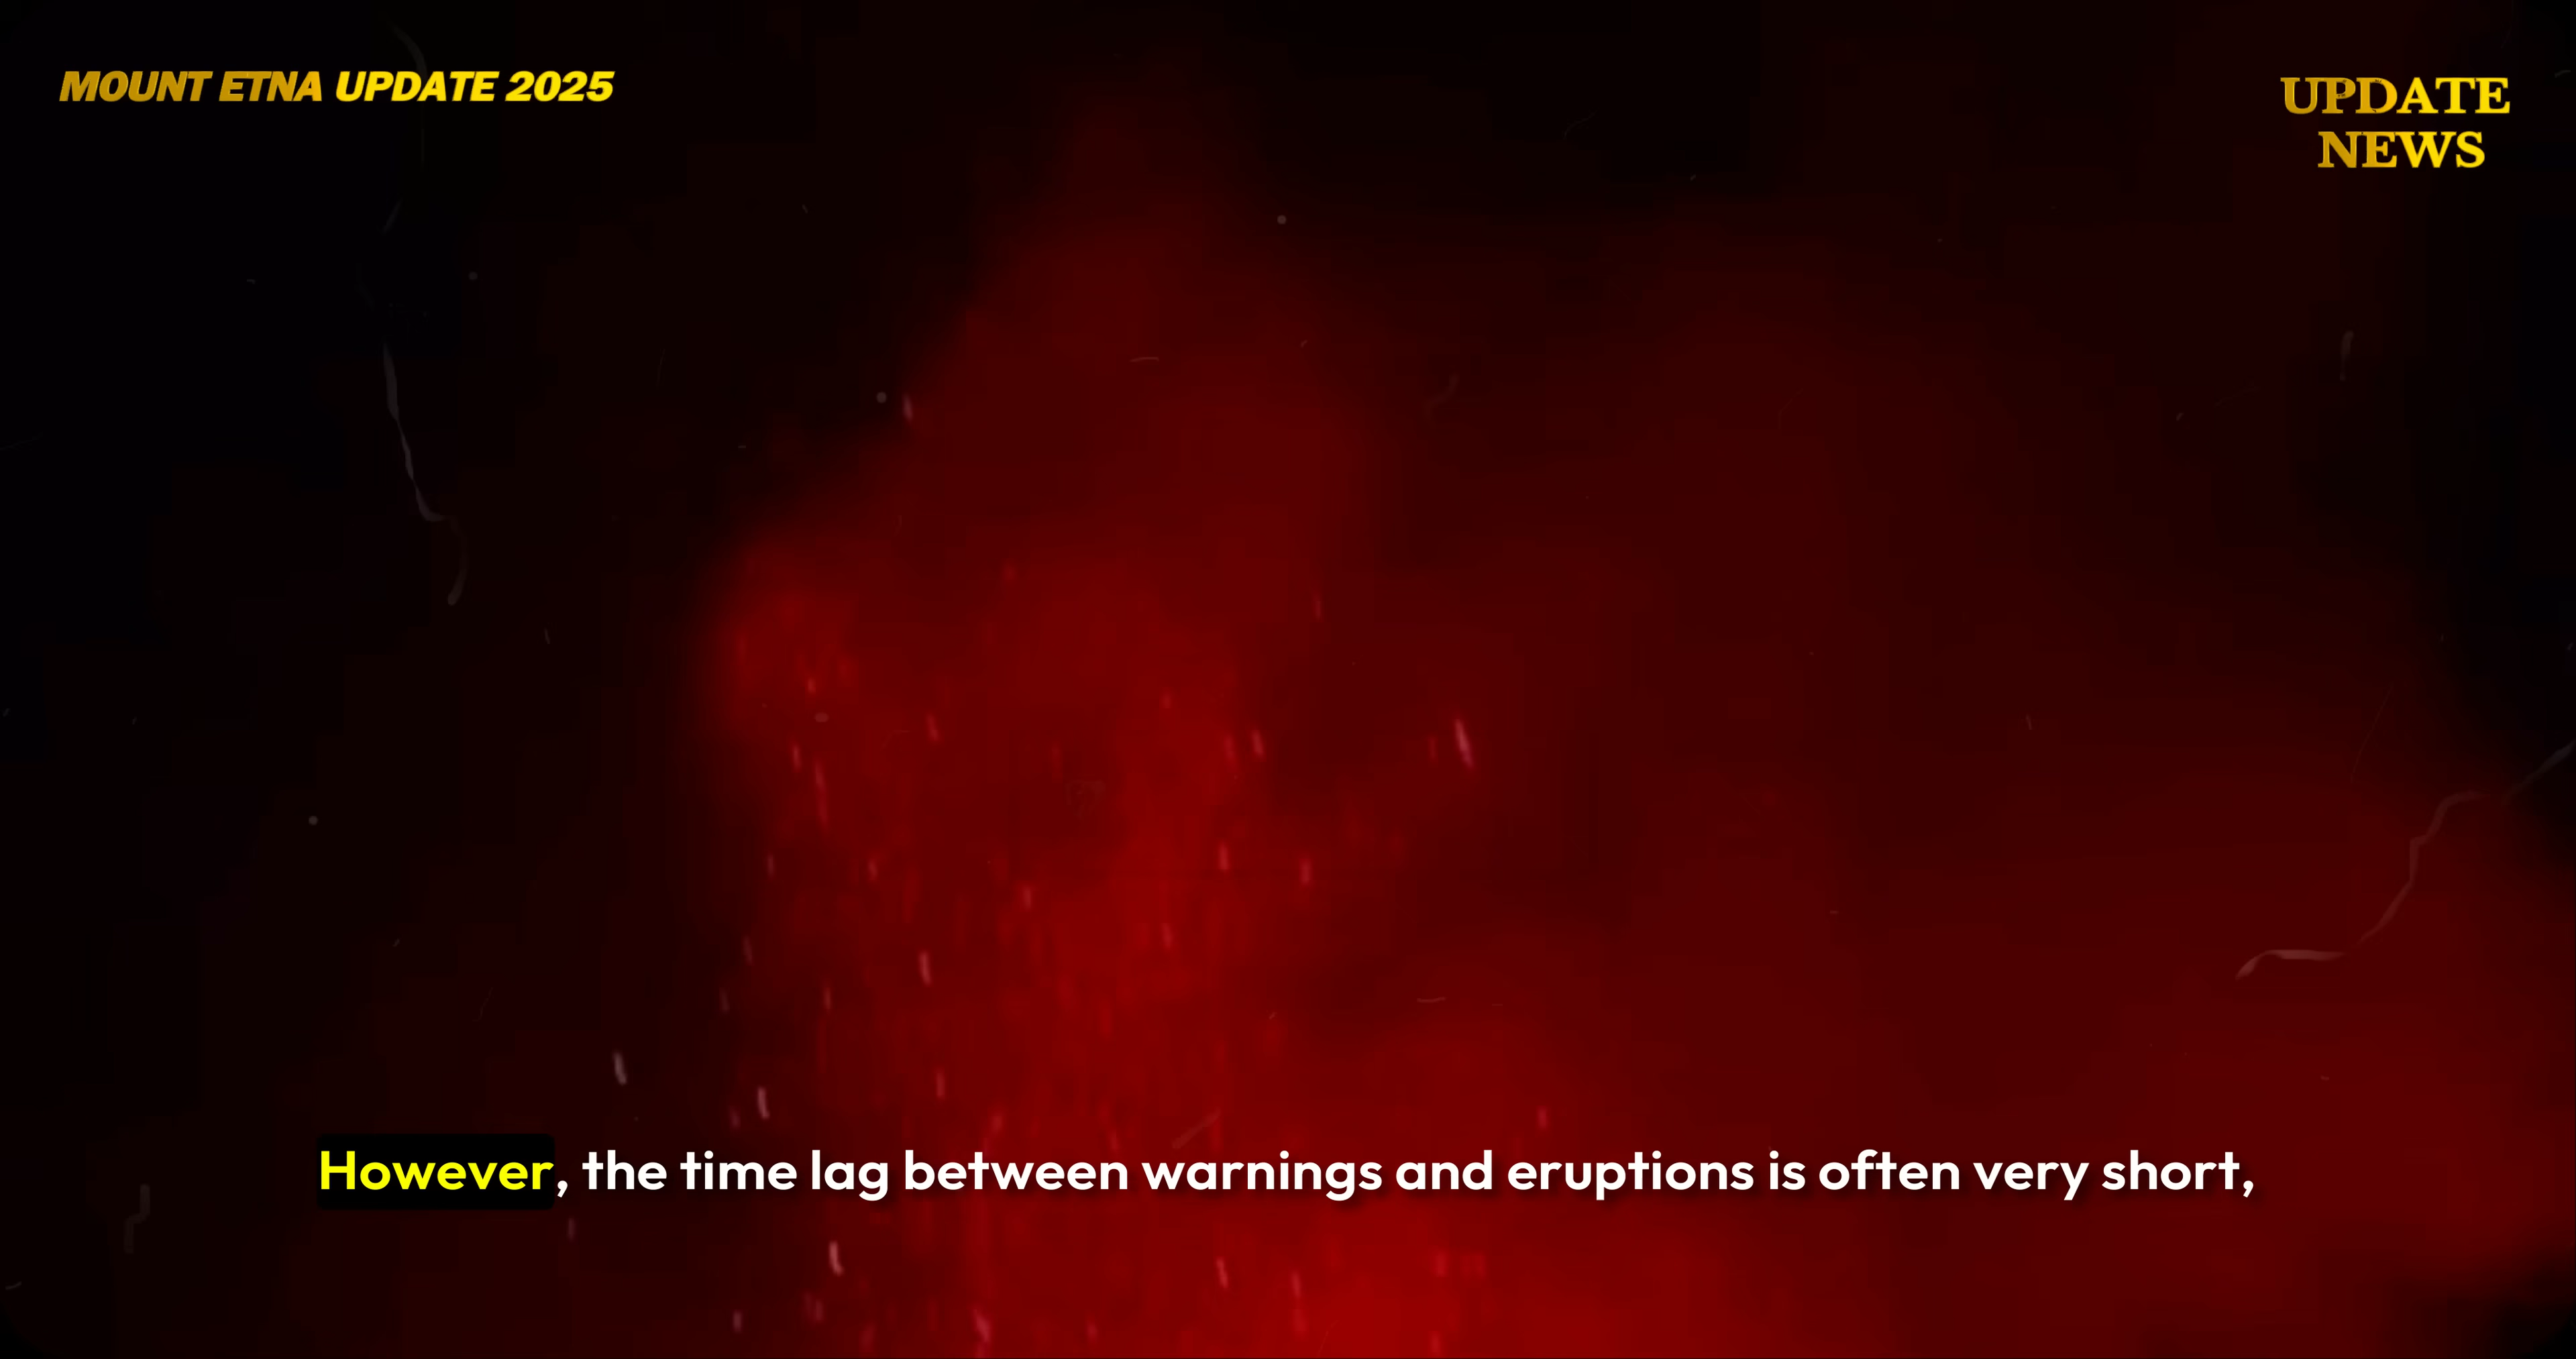 MOUNT ETNA UPDATE 2025
UPDATE
NEWS
However, the time lag between warnings and eruptions is often very short,